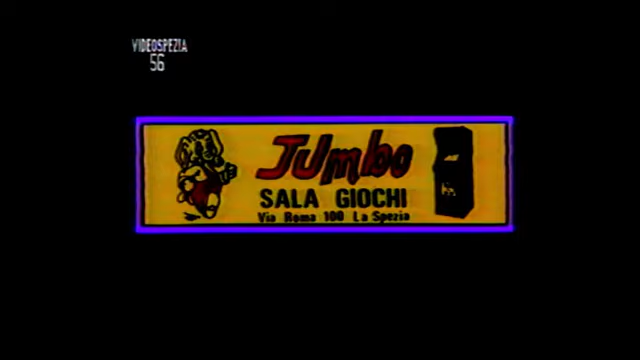 VIDEOSPEZIA
56
Jumbo
SALA GIOCHI
Via Roma 100 La Spezia